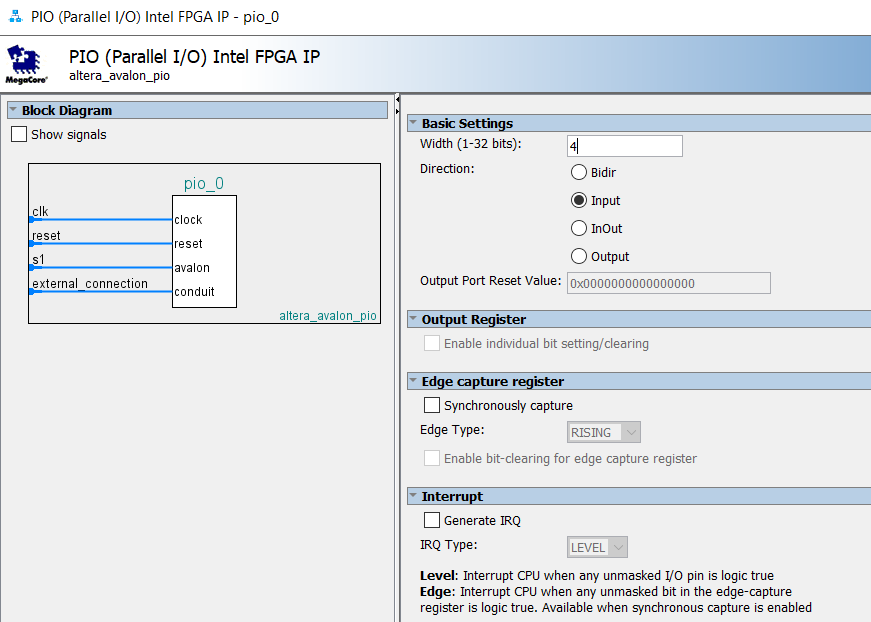 PIO (Parallel I/O) Intel FPGA IP - pio_0
PIO (Parallel I/O) Intel FPGA IP
altera_avalon_pio
MegaCore®
Block Diagram
Show signals
pio_0
clk
clock
reset
reset
s1
avalon
external_connection
conduit
altera_avalon_pio
Basic Settings
Width (1-32 bits):
4
Direction:
Bidir
Input
InOut
Output
Output Port Reset Value:
0x0000000000000000
Output Register
Enable individual bit setting/clearing
Edge capture register
Synchronously capture
Edge Type:
RISING
Enable bit-clearing for edge capture register
Interrupt
Generate IRQ
IRQ Type:
LEVEL
Level: Interrupt CPU when any unmasked I/O pin is logic true
Edge: Interrupt CPU when any unmasked bit in the edge-capture
register is logic true. Available when synchronous capture is enabled